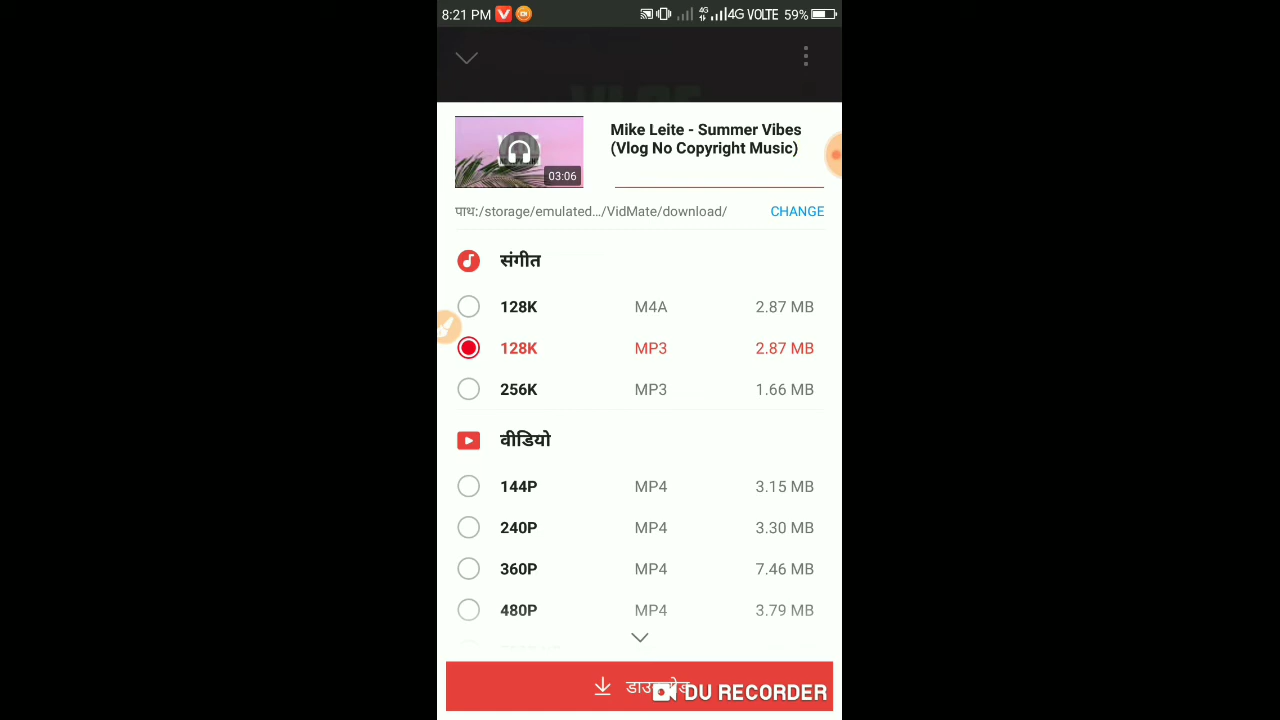 8:21 PM 4G 4G VOLTE 59%
Mike Leite - Summer Vibes
(Vlog No Copyright Music)
03:06
पाथ:/storage/emulated.../VidMate/download/ CHANGE
संगीत
128K M4A 2.87 MB
128K MP3 2.87 MB
256K MP3 1.66 MB
वीडियो
144P MP4 3.15 MB
240P MP4 3.30 MB
360P MP4 7.46 MB
480P MP4 3.79 MB
DU RECORDER